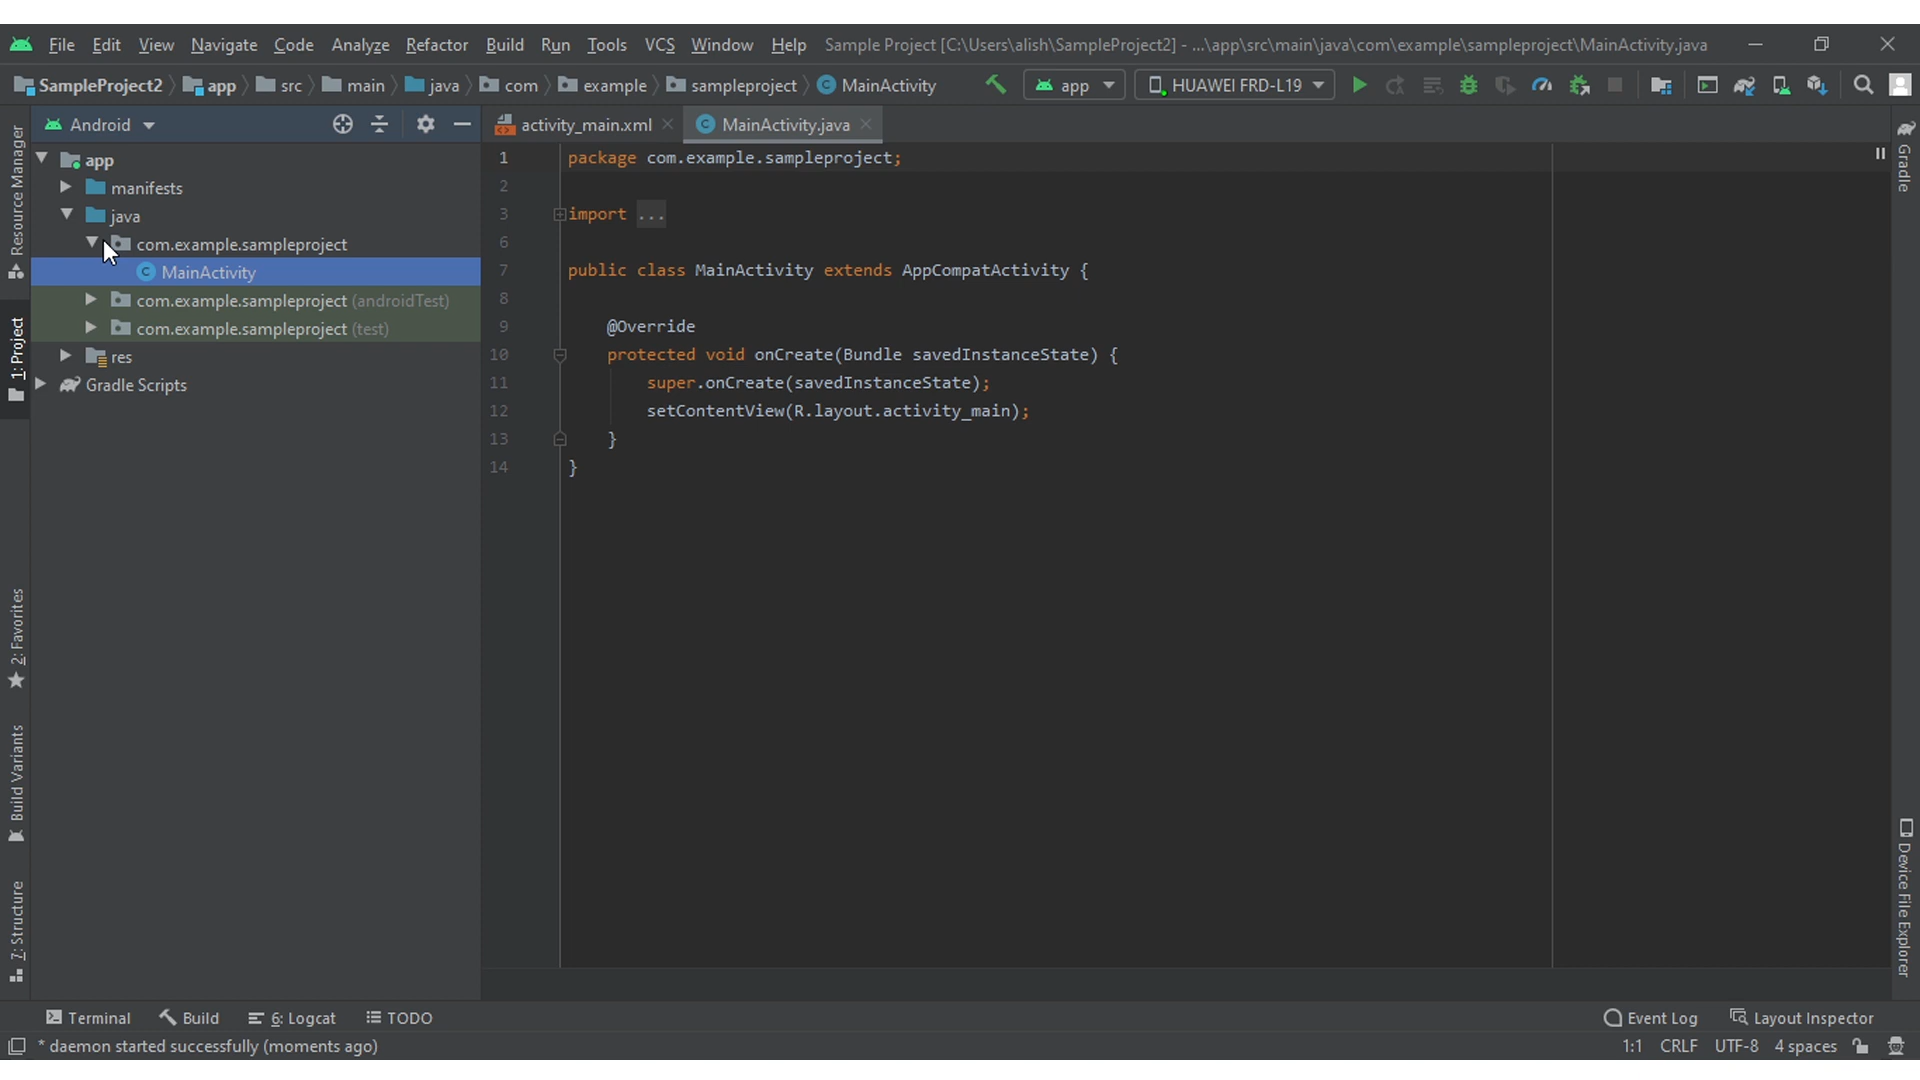 File Edit View Navigate Code Analyze Refactor Build Run Tools VCS Window Help Sample Project [C:\Users\alish\SampleProject2] - ...\app\src\main\java\com\example\sampleproject\MainActivity.java
SampleProject2 app src main java com example sampleproject MainActivity app HUAWEI FRD-L19
Android
activity_main.xml MainActivity.java
app
manifests
java
com.example.sampleproject
MainActivity
com.example.sampleproject (androidTest)
com.example.sampleproject (test)
res
Gradle Scripts
1 package com.example.sampleproject;
2
3 import ...
6
7 public class MainActivity extends AppCompatActivity {
8
9 @Override
10 protected void onCreate(Bundle savedInstanceState) {
11 super.onCreate(savedInstanceState);
12 setContentView(R.layout.activity_main);
13 }
14 }
Resource Manager
1: Project
2: Favorites
Build Variants
7: Structure
Gradle
Device File Explorer
Terminal Build 6: Logcat TODO Event Log Layout Inspector
* daemon started successfully (moments ago) 1:1 CRLF UTF-8 4 spaces